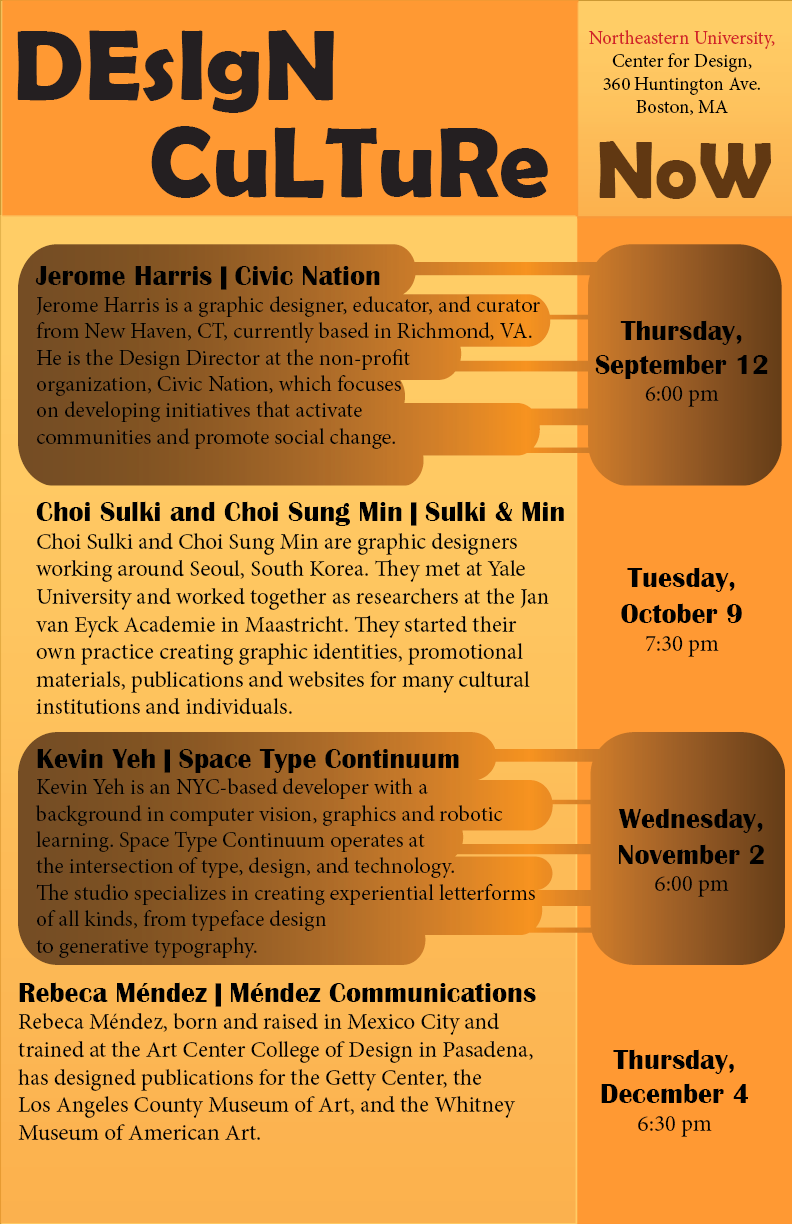 DEsIgN
CuLTuRe
NoW
Northeastern University,
Center for Design,
360 Huntington Ave.
Boston, MA
Jerome Harris | Civic Nation
Jerome Harris is a graphic designer, educator, and curator
from New Haven, CT, currently based in Richmond, VA.
He is the Design Director at the non-profit
organization, Civic Nation, which focuses
on developing initiatives that activate
communities and promote social change.
Thursday,
September 12
6:00 pm
Choi Sulki and Choi Sung Min | Sulki & Min
Choi Sulki and Choi Sung Min are graphic designers
working around Seoul, South Korea. They met at Yale
University and worked together as researchers at the Jan
van Eyck Academie in Maastricht. They started their
own practice creating graphic identities, promotional
materials, publications and websites for many cultural
institutions and individuals.
Tuesday,
October 9
7:30 pm
Kevin Yeh | Space Type Continuum
Kevin Yeh is an NYC-based developer with a
background in computer vision, graphics and robotic
learning. Space Type Continuum operates at
the intersection of type, design, and technology.
The studio specializes in creating experiential letterforms
of all kinds, from typeface design
to generative typography.
Wednesday,
November 2
6:00 pm
Rebeca Méndez | Méndez Communications
Rebeca Méndez, born and raised in Mexico City and
trained at the Art Center College of Design in Pasadena,
has designed publications for the Getty Center, the
Los Angeles County Museum of Art, and the Whitney
Museum of American Art.
Thursday,
December 4
6:30 pm